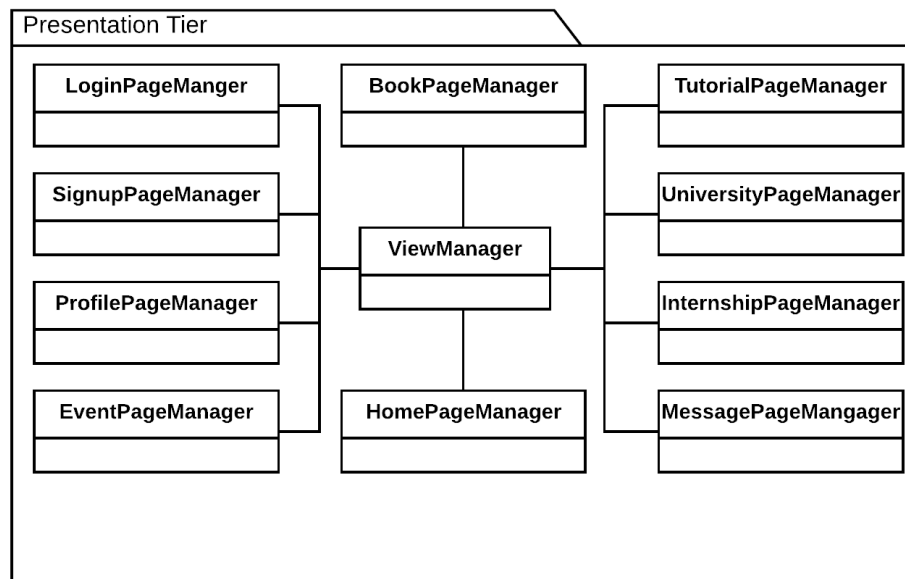 Presentation Tier
LoginPageManger
BookPageManager
TutorialPageManager
SignupPageManager
UniversityPageManager
ViewManager
ProfilePageManager
InternshipPageManager
EventPageManager
HomePageManager
MessagePageMangager